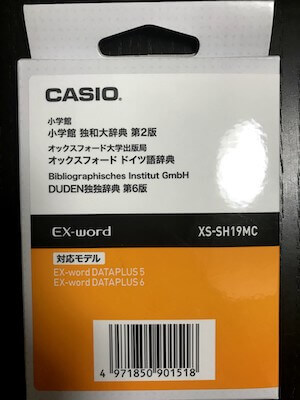 CASIO®
小学館
小学館 独和大辞典 第2版
オックスフォード大学出版局
オックスフォード ドイツ語辞典
Bibliographisches Institut GmbH
DUDEN独独辞典 第6版
EX-word XS-SH19MC
対応モデル
EX-word DATAPLUS 5
EX-word DATAPLUS 6
4 971850 901518